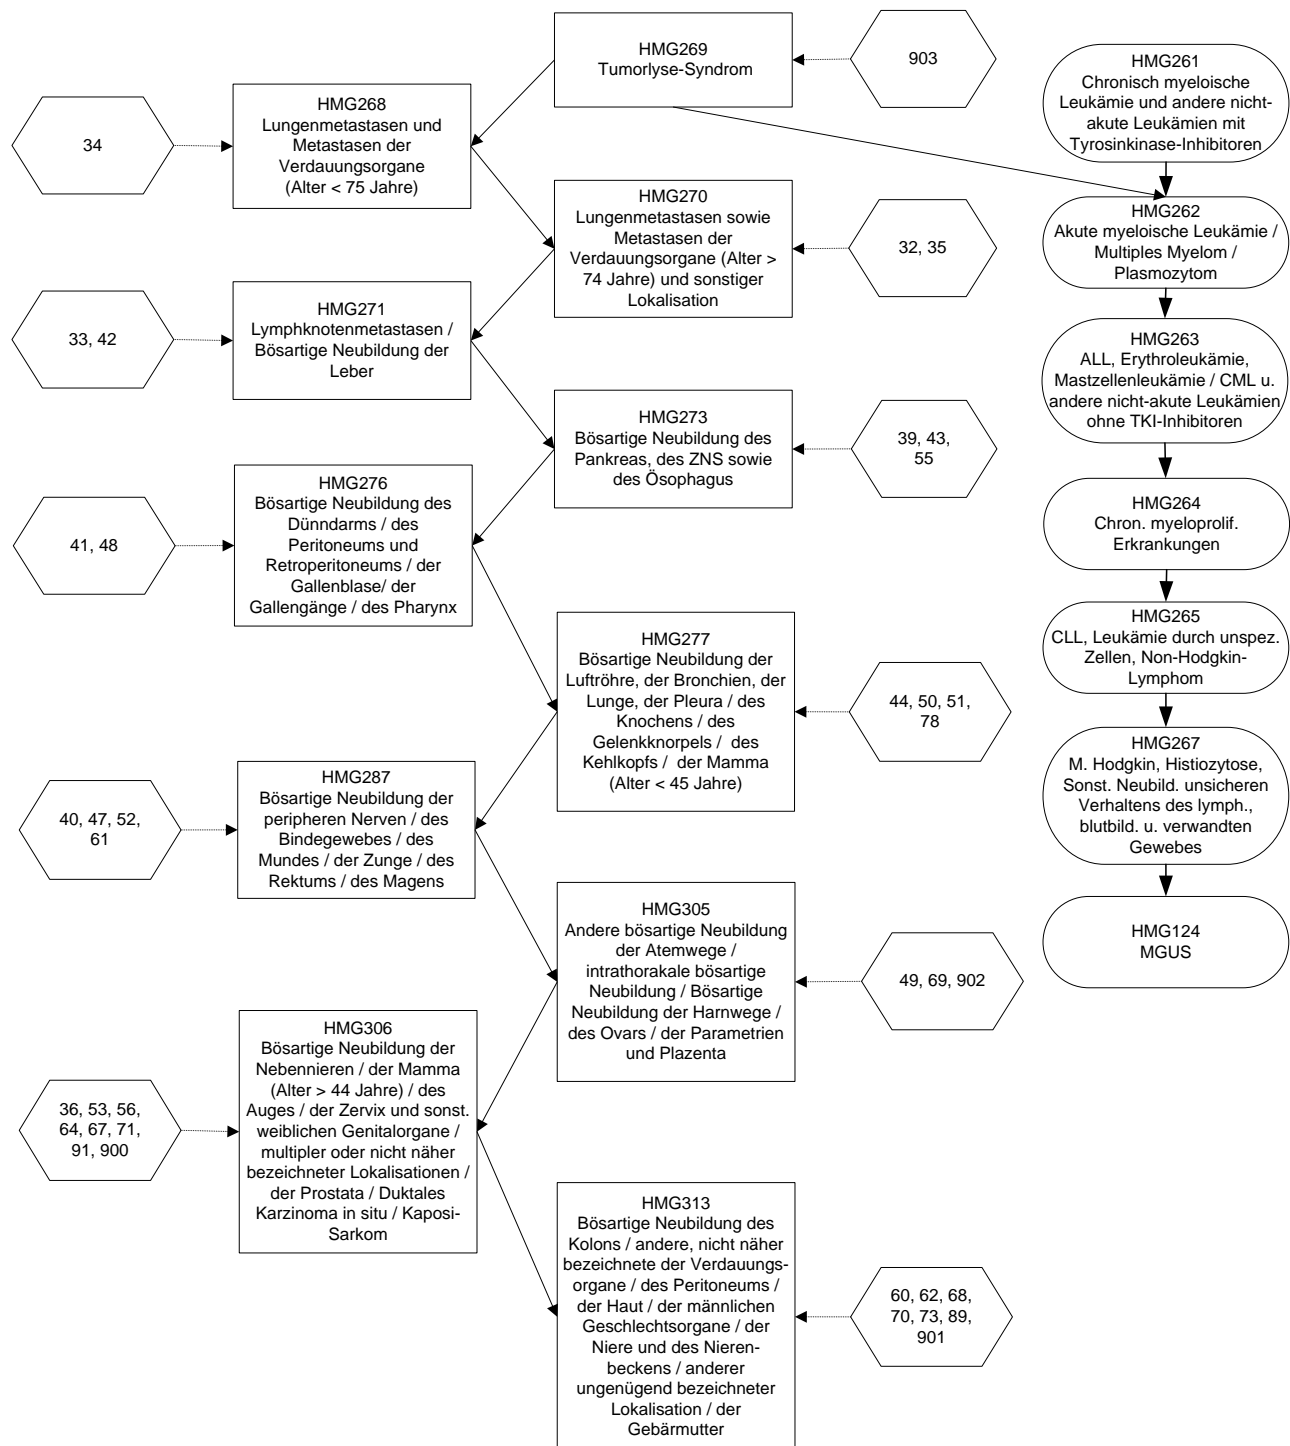 HMG269
Tumorlyse-Syndrom
903
HMG261
Chronisch myeloische
Leukämie und andere nicht-
akute Leukämien mit
Tyrosinkinase-Inhibitoren
34
HMG268
Lungenmetastasen und
Metastasen der
Verdauungsorgane
(Alter < 75 Jahre)
HMG270
Lungenmetastasen sowie
Metastasen der
Verdauungsorgane (Alter >
74 Jahre) und sonstiger
Lokalisation
32, 35
HMG262
Akute myeloische Leukämie /
Multiples Myelom /
Plasmozytom
33, 42
HMG271
Lymphknotenmetastasen /
Bösartige Neubildung der
Leber
HMG263
ALL, Erythroleukämie,
Mastzellenleukämie / CML u.
andere nicht-akute Leukämien
ohne TKI-Inhibitoren
HMG273
Bösartige Neubildung des
Pankreas, des ZNS sowie
des Ösophagus
39, 43,
55
41, 48
HMG276
Bösartige Neubildung des
Dünndarms / des
Peritoneums und
Retroperitoneums / der
Gallenblase/ der
Gallengänge / des Pharynx
HMG264
Chron. myeloprolif.
Erkrankungen
HMG277
Bösartige Neubildung der
Luftröhre, der Bronchien, der
Lunge, der Pleura / des
Knochens / des
Gelenkknorpels /  des
Kehlkopfs /  der Mamma
(Alter < 45 Jahre)
44, 50, 51,
78
HMG265
CLL, Leukämie durch unspez.
Zellen, Non-Hodgkin-
Lymphom
40, 47, 52,
61
HMG287
Bösartige Neubildung der
peripheren Nerven / des
Bindegewebes / des
Mundes / der Zunge / des
Rektums / des Magens
HMG267
M. Hodgkin, Histiozytose,
Sonst. Neubild. unsicheren
Verhaltens des lymph.,
blutbild. u. verwandten
Gewebes
HMG305
Andere bösartige Neubildung
der Atemwege /
intrathorakale bösartige
Neubildung / Bösartige
Neubildung der Harnwege /
des Ovars / der Parametrien
und Plazenta
49, 69, 902
HMG124
MGUS
36, 53, 56,
64, 67, 71,
91, 900
HMG306
Bösartige Neubildung der
Nebennieren / der Mamma
(Alter > 44 Jahre) / des
Auges / der Zervix und sonst.
weiblichen Genitalorgane /
multipler oder nicht näher
bezeichneter Lokalisationen /
der Prostata / Duktales
Karzinoma in situ / Kaposi-
Sarkom
HMG313
Bösartige Neubildung des
Kolons / andere, nicht näher
bezeichnete der Verdauungs-
organe / des Peritoneums /
der Haut / der männlichen
Geschlechtsorgane / der
Niere und des Nieren-
beckens / anderer
ungenügend bezeichneter
Lokalisation / der
Gebärmutter
60, 62, 68,
70, 73, 89,
901